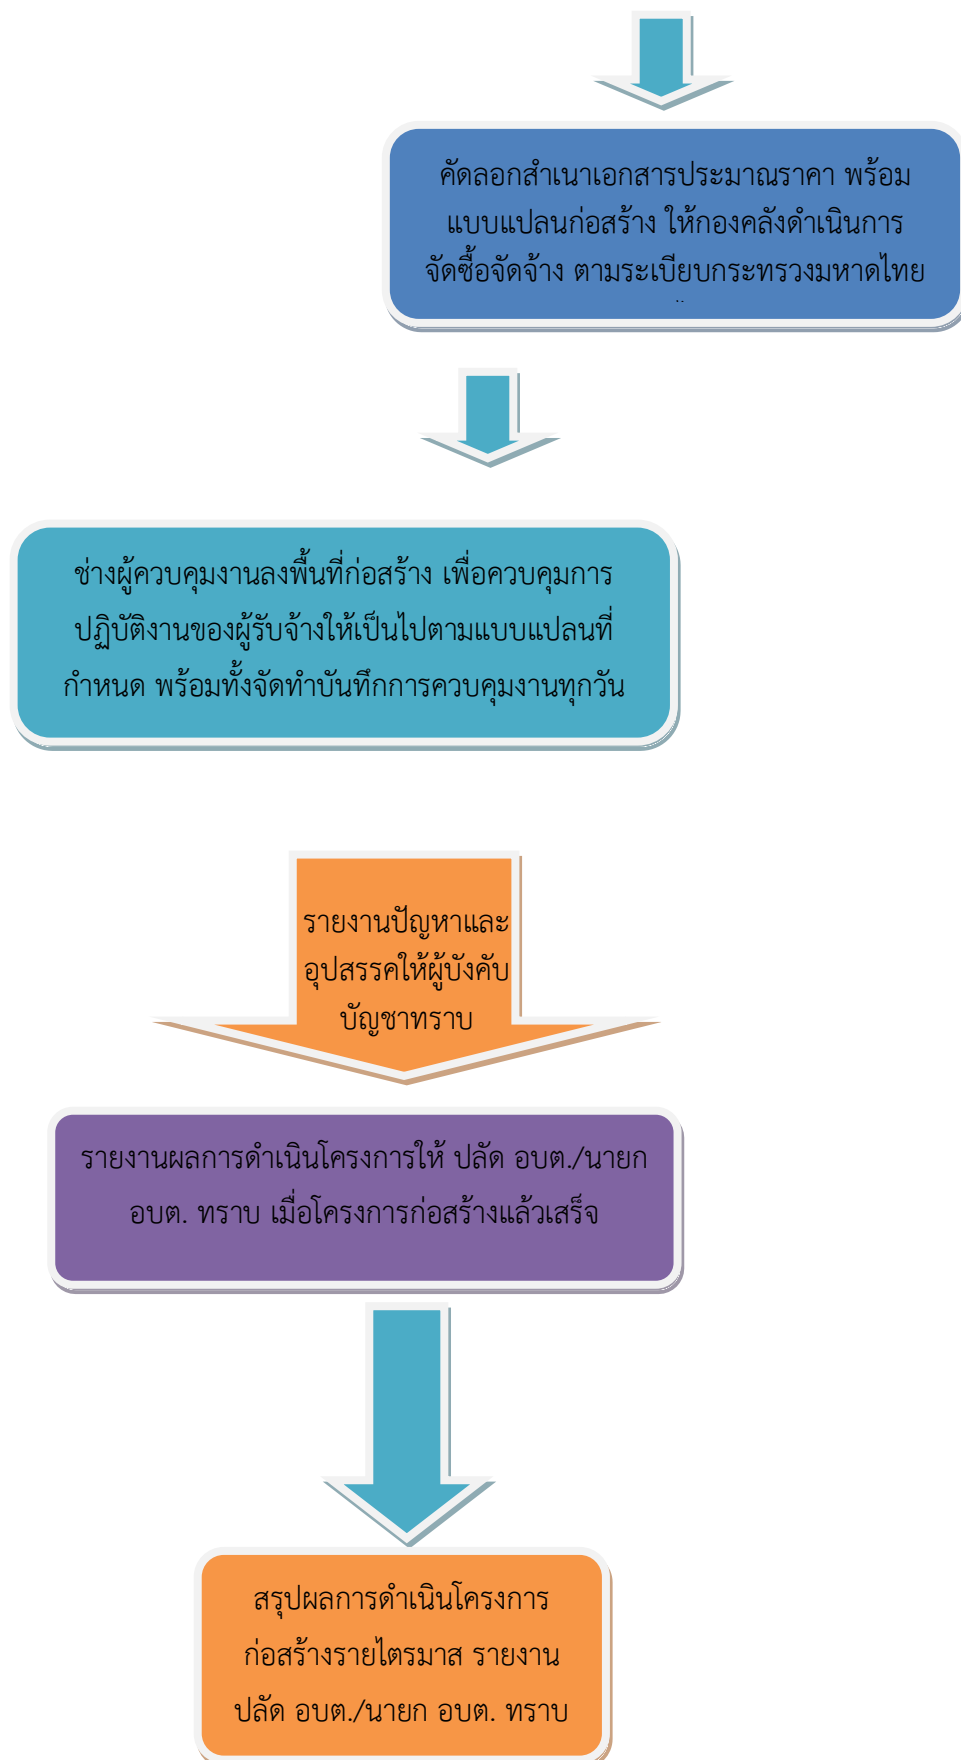 คัดลอกสำเนาเอกสารประมาณราคา พร้อม
แบบแปลนก่อสร้าง ให้กองคลังดำเนินการ
จัดซื้อจัดจ้าง ตามระเบียบกระทรวงมหาดไทย
ช่างผู้ควบคุมงานลงพื้นที่ก่อสร้าง เพื่อควบคุมการ
ปฏิบัติงานของผู้รับจ้างให้เป็นไปตามแบบแปลนที่
กำหนด พร้อมทั้งจัดทำบันทึกการควบคุมงานทุกวัน
รายงานปัญหาและ
อุปสรรคให้ผู้บังคับ
บัญชาทราบ
รายงานผลการดำเนินโครงการให้ ปลัด อบต./นายก
อบต. ทราบ เมื่อโครงการก่อสร้างแล้วเสร็จ
สรุปผลการดำเนินโครงการ
ก่อสร้างรายไตรมาส รายงาน
ปลัด อบต./นายก อบต. ทราบ